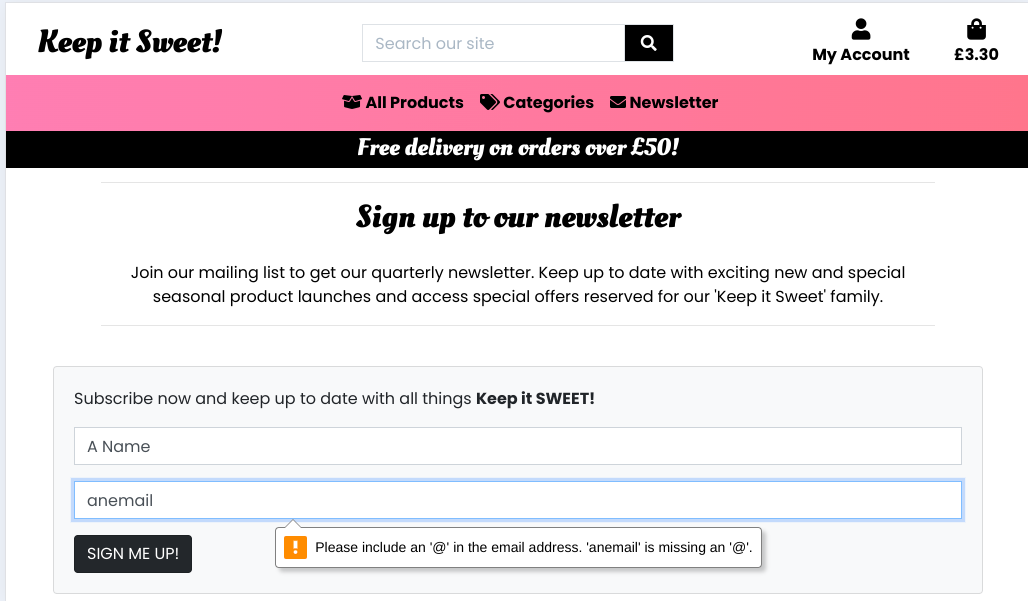 Keep it Sweet!
Search our site
My Account
£3.30
All Products
Categories
Newsletter
Free delivery on orders over £50!
Sign up to our newsletter
Join our mailing list to get our quarterly newsletter. Keep up to date with exciting new and special
seasonal product launches and access special offers reserved for our 'Keep it Sweet' family.
Subscribe now and keep up to date with all things Keep it SWEET!
A Name
anemail
SIGN ME UP!
Please include an '@' in the email address. 'anemail' is missing an '@'.